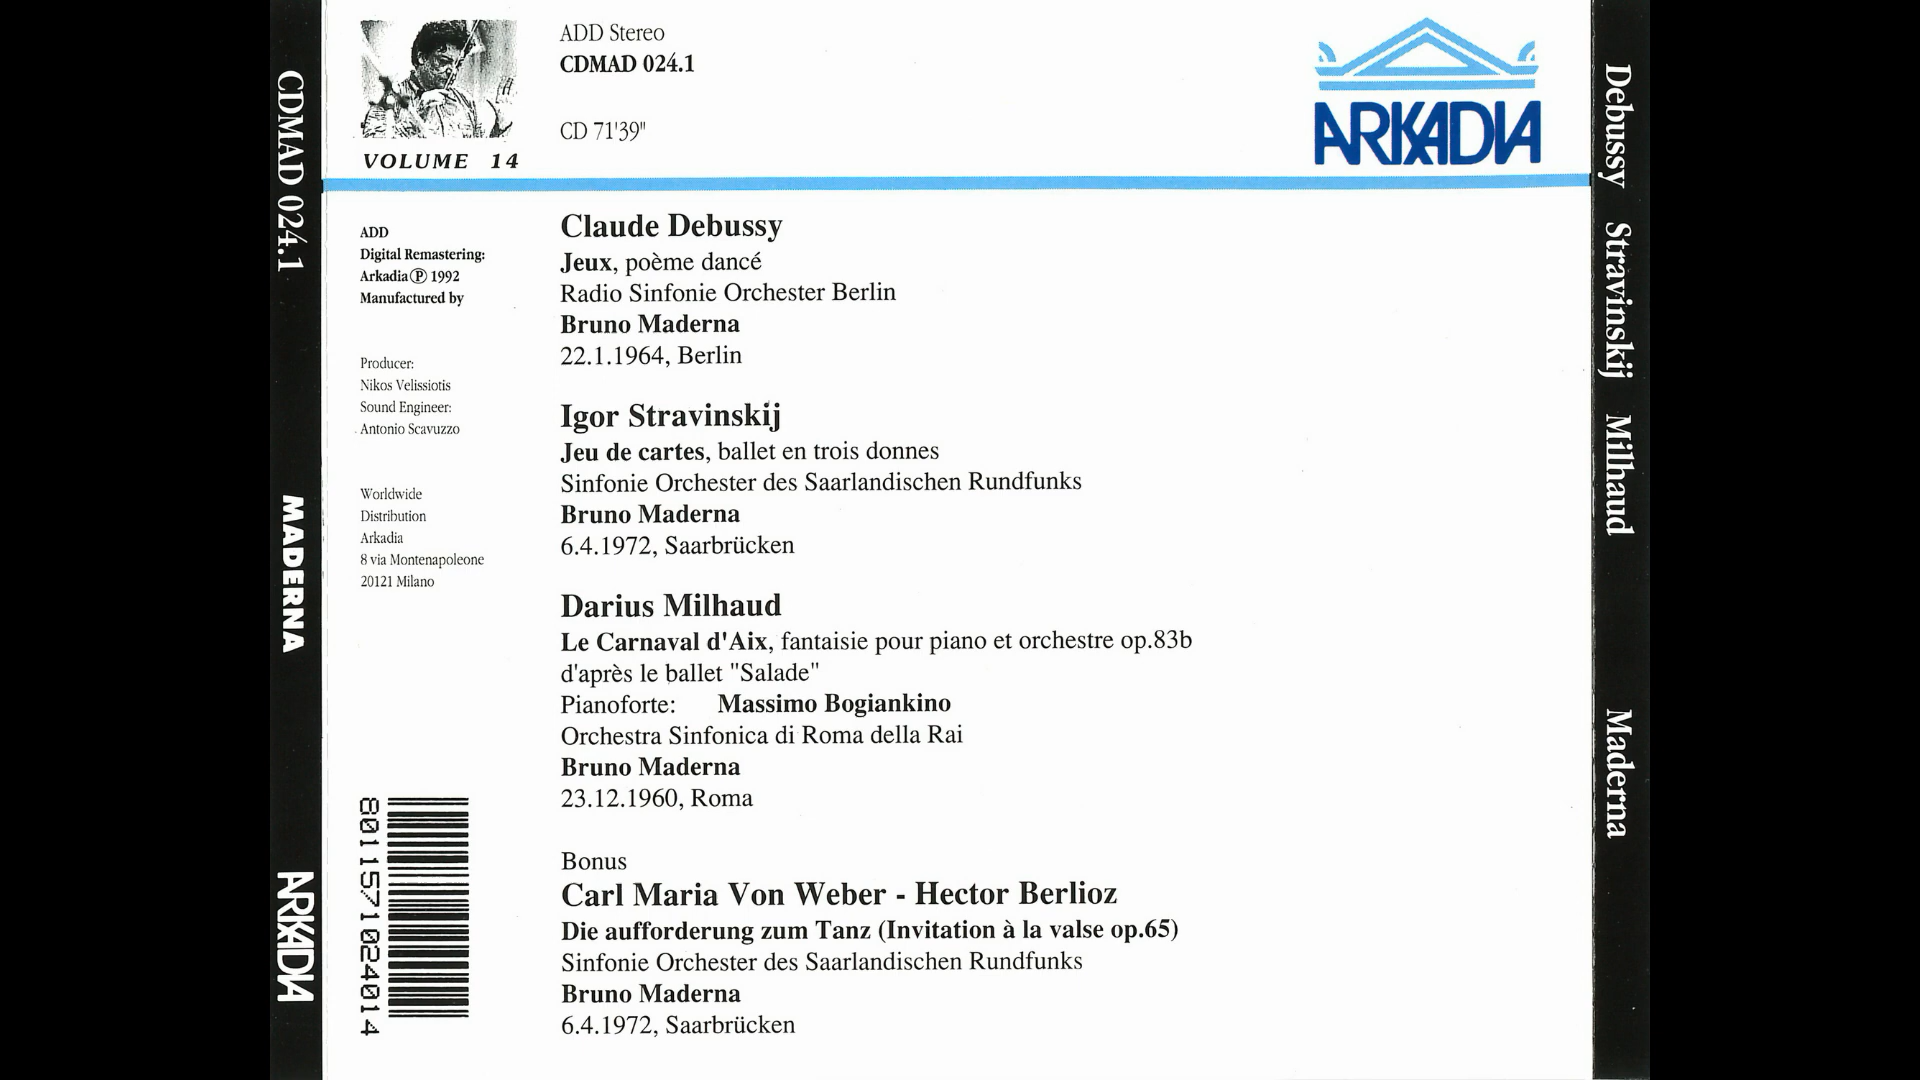 CDMAD 024.1
MADERNA
ARKADIA
VOLUME 14
ADD Stereo
CDMAD 024.1
CD 71'39"
ARKADIA
ADD
Digital Remastering:
Arkadia Ⓟ 1992
Manufactured by
Producer:
Nikos Velissiotis
Sound Engineer:
Antonio Scavuzzo
Worldwide
Distribution
Arkadia
8 via Montenapoleone
20121 Milano
8011571024014
Claude Debussy
Jeux, poème dancé
Radio Sinfonie Orchester Berlin
Bruno Maderna
22.1.1964, Berlin
Igor Stravinskij
Jeu de cartes, ballet en trois donnes
Sinfonie Orchester des Saarlandischen Rundfunks
Bruno Maderna
6.4.1972, Saarbrücken
Darius Milhaud
Le Carnaval d'Aix, fantaisie pour piano et orchestre op.83b
d'après le ballet "Salade"
Pianoforte: Massimo Bogiankino
Orchestra Sinfonica di Roma della Rai
Bruno Maderna
23.12.1960, Roma
Bonus
Carl Maria Von Weber - Hector Berlioz
Die aufforderung zum Tanz (Invitation à la valse op.65)
Sinfonie Orchester des Saarlandischen Rundfunks
Bruno Maderna
6.4.1972, Saarbrücken
Debussy Stravinskij Milhaud Maderna